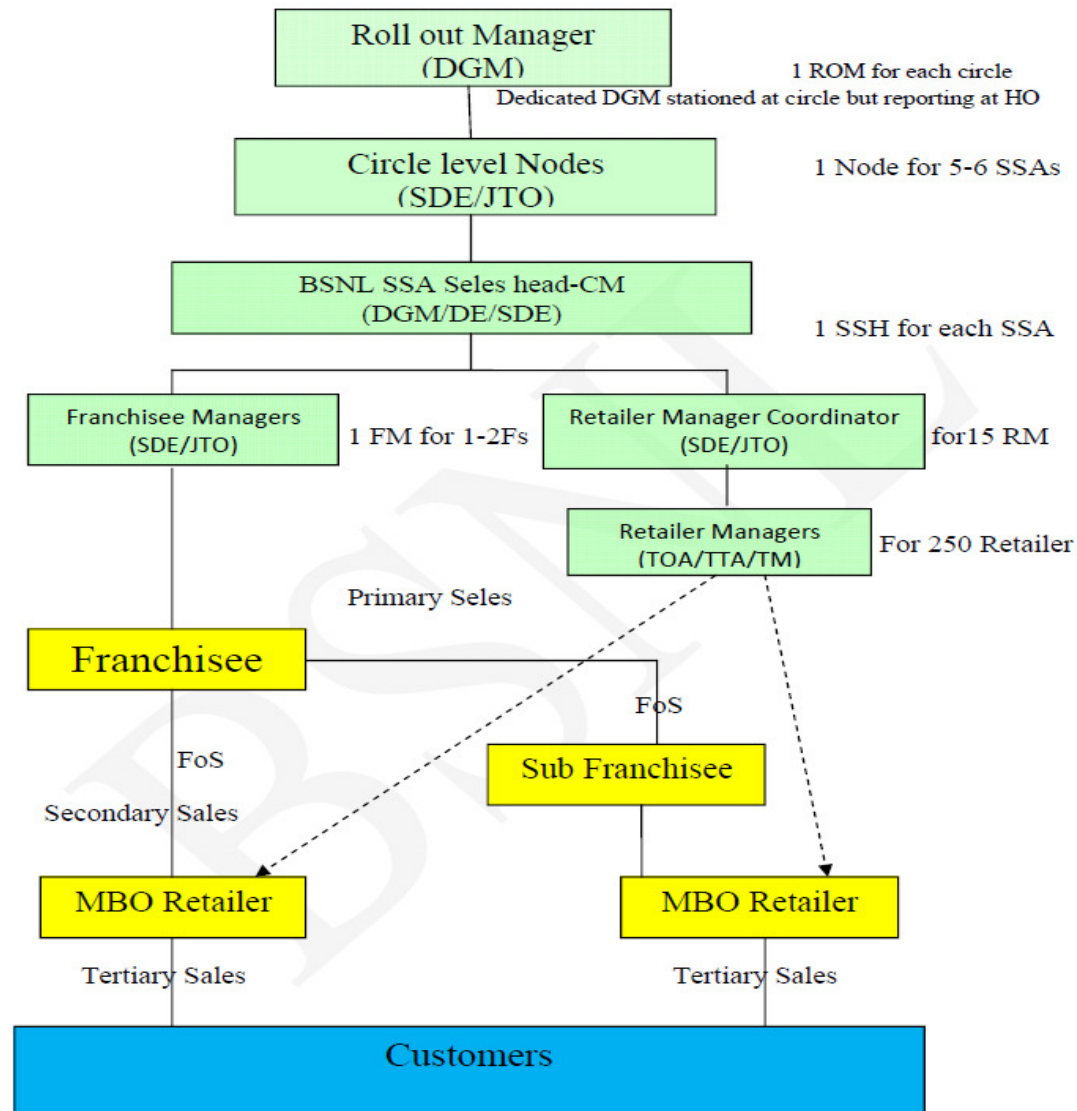 Roll out Manager
(DGM)
1 ROM for each circle
Dedicated DGM stationed at circle but reporting at HO
Circle level Nodes
(SDE/JTO)
1 Node for 5-6 SSAs
BSNL SSA Seles head-CM
(DGM/DE/SDE)
1 SSH for each SSA
Franchisee Managers
(SDE/JTO)
1 FM for 1-2Fs
Retailer Manager Coordinator
(SDE/JTO)
for15 RM
Retailer Managers
(TOA/TTA/TM)
For 250 Retailer
Primary Seles
Franchisee
FoS
FoS
Sub Franchisee
Secondary Sales
MBO Retailer
MBO Retailer
Tertiary Sales
Tertiary Sales
Customers
BSNL